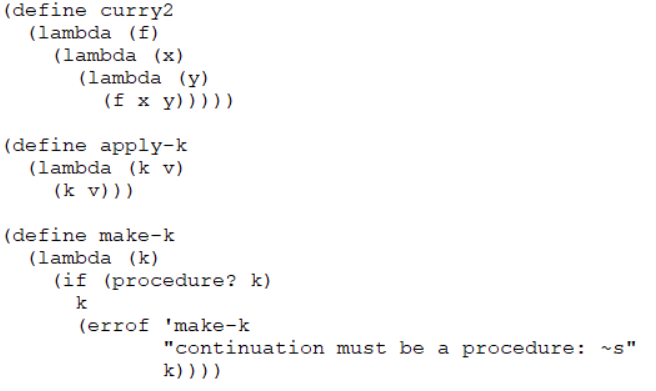 (define curry2
  (lambda (f)
    (lambda (x)
      (lambda (y)
        (f x y)))))
(define apply-k
  (lambda (k v)
    (k v)))
(define make-k
  (lambda (k)
    (if (procedure? k)
      k
      (errof 'make-k
             "continuation must be a procedure: ~s"
             k))))